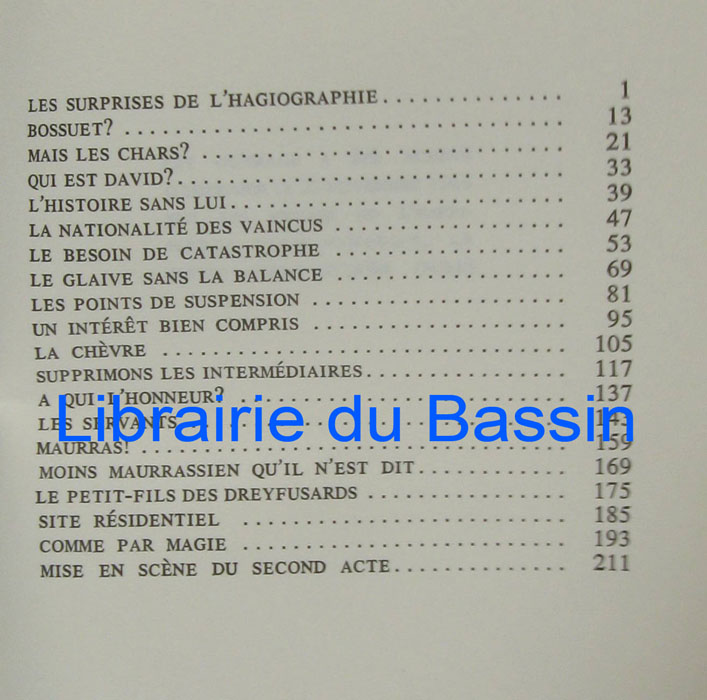 LES SURPRISES DE L'HAGIOGRAPHIE............... 1
BOSSUET? .................................... 13
MAIS LES CHARS? ............................. 21
QUI EST DAVID?............................... 33
L'HISTOIRE SANS LUI.......................... 39
LA NATIONALITÉ DES VAINCUS .................. 47
LE BESOIN DE CATASTROPHE .................... 53
LE GLAIVE SANS LA BALANCE ................... 69
LES POINTS DE SUSPENSION .................... 81
UN INTÉRÊT BIEN COMPRIS ..................... 95
LA CHÈVRE ................................... 105
SUPPRIMONS LES INTERMÉDIAIRES................ 117
A QUI L'HONNEUR? ............................ 137
LES SERVANTS ................................ 143
Librairie du Bassin
MAURRAS! .................................... 159
MOINS MAURRASSIEN QU'IL N'EST DIT............ 169
LE PETIT-FILS DES DREYFUSARDS ............... 175
SITE RÉSIDENTIEL ............................ 185
COMME PAR MAGIE ............................. 193
MISE EN SCÈNE DU SECOND ACTE................. 211